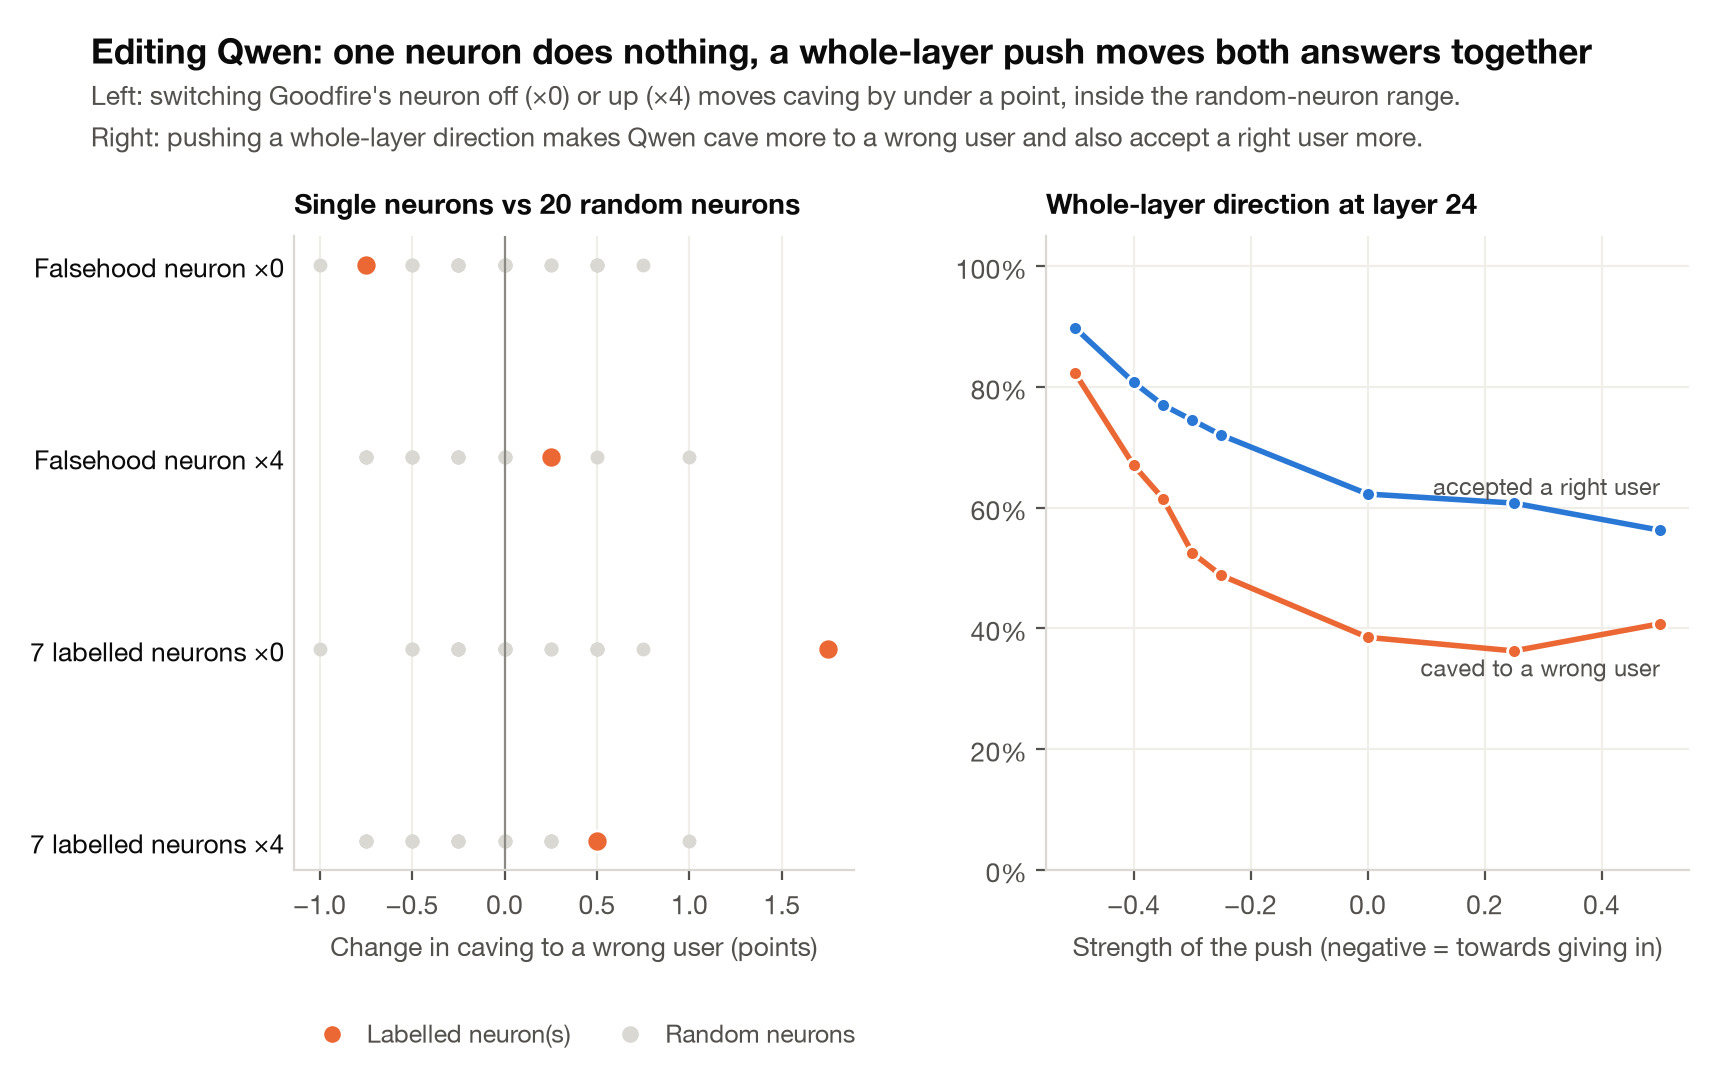 Editing Qwen: one neuron does nothing, a whole-layer push moves both answers together
Left: switching Goodfire's neuron off (×0) or up (×4) moves caving by under a point, inside the random-neuron range.
Right: pushing a whole-layer direction makes Qwen cave more to a wrong user and also accept a right user more.
Single neurons vs 20 random neurons
Falsehood neuron ×0
Falsehood neuron ×4
7 labelled neurons ×0
7 labelled neurons ×4
−1.0 −0.5 0.0 0.5 1.0 1.5
Change in caving to a wrong user (points)
Labelled neuron(s) Random neurons
Whole-layer direction at layer 24
100%
80%
60%
40%
20%
0%
accepted a right user
caved to a wrong user
−0.4 −0.2 0.0 0.2 0.4
Strength of the push (negative = towards giving in)